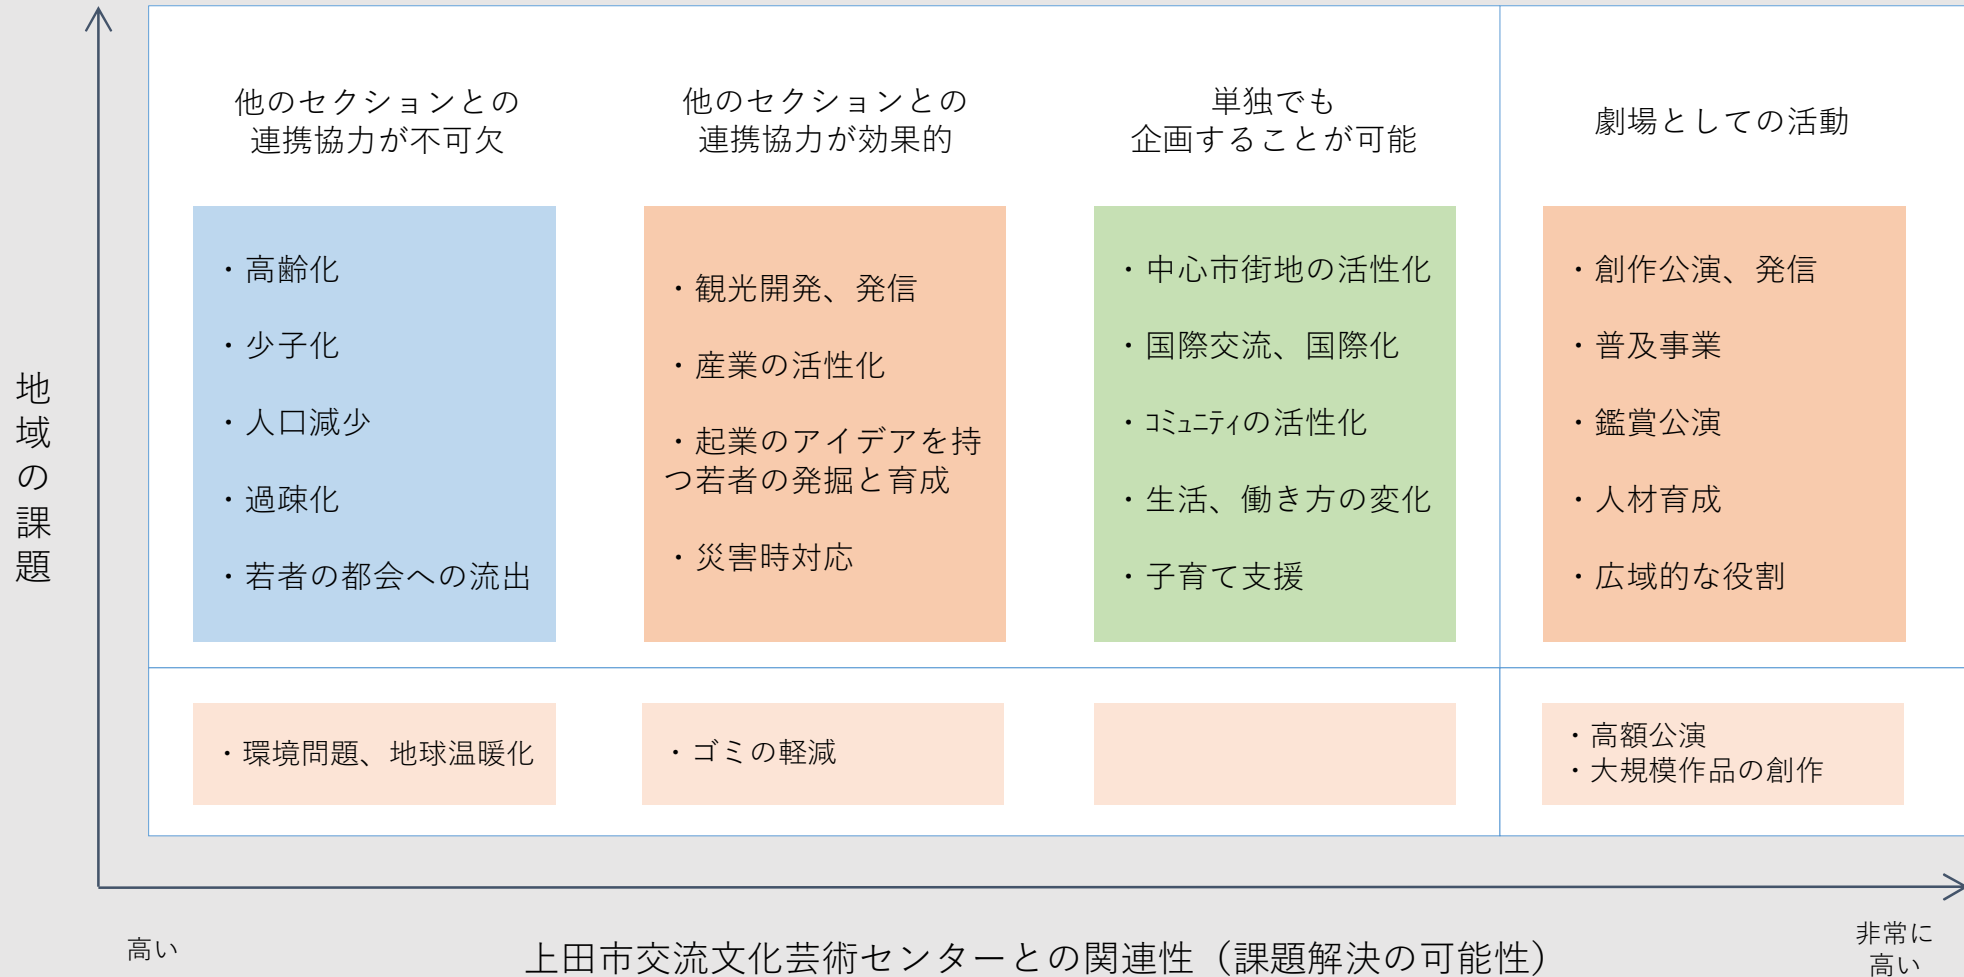 他のセクションとの
連携協力が不可欠
他のセクションとの
連携協力が効果的
単独でも
企画することが可能
劇場としての活動
・高齢化
・少子化
・人口減少
・過疎化
・若者の都会への流出
・観光開発、発信
・産業の活性化
・起業のアイデアを持
つ若者の発掘と育成
・災害時対応
・中心市街地の活性化
・国際交流、国際化
・ｺﾐｭﾆﾃｨの活性化
・生活、働き方の変化
・子育て支援
・創作公演、発信
・普及事業
・鑑賞公演
・人材育成
・広域的な役割
地域の課題
・環境問題、地球温暖化
・ゴミの軽減
・高額公演
・大規模作品の創作
高い
上田市交流文化芸術センターとの関連性（課題解決の可能性）
非常に
高い